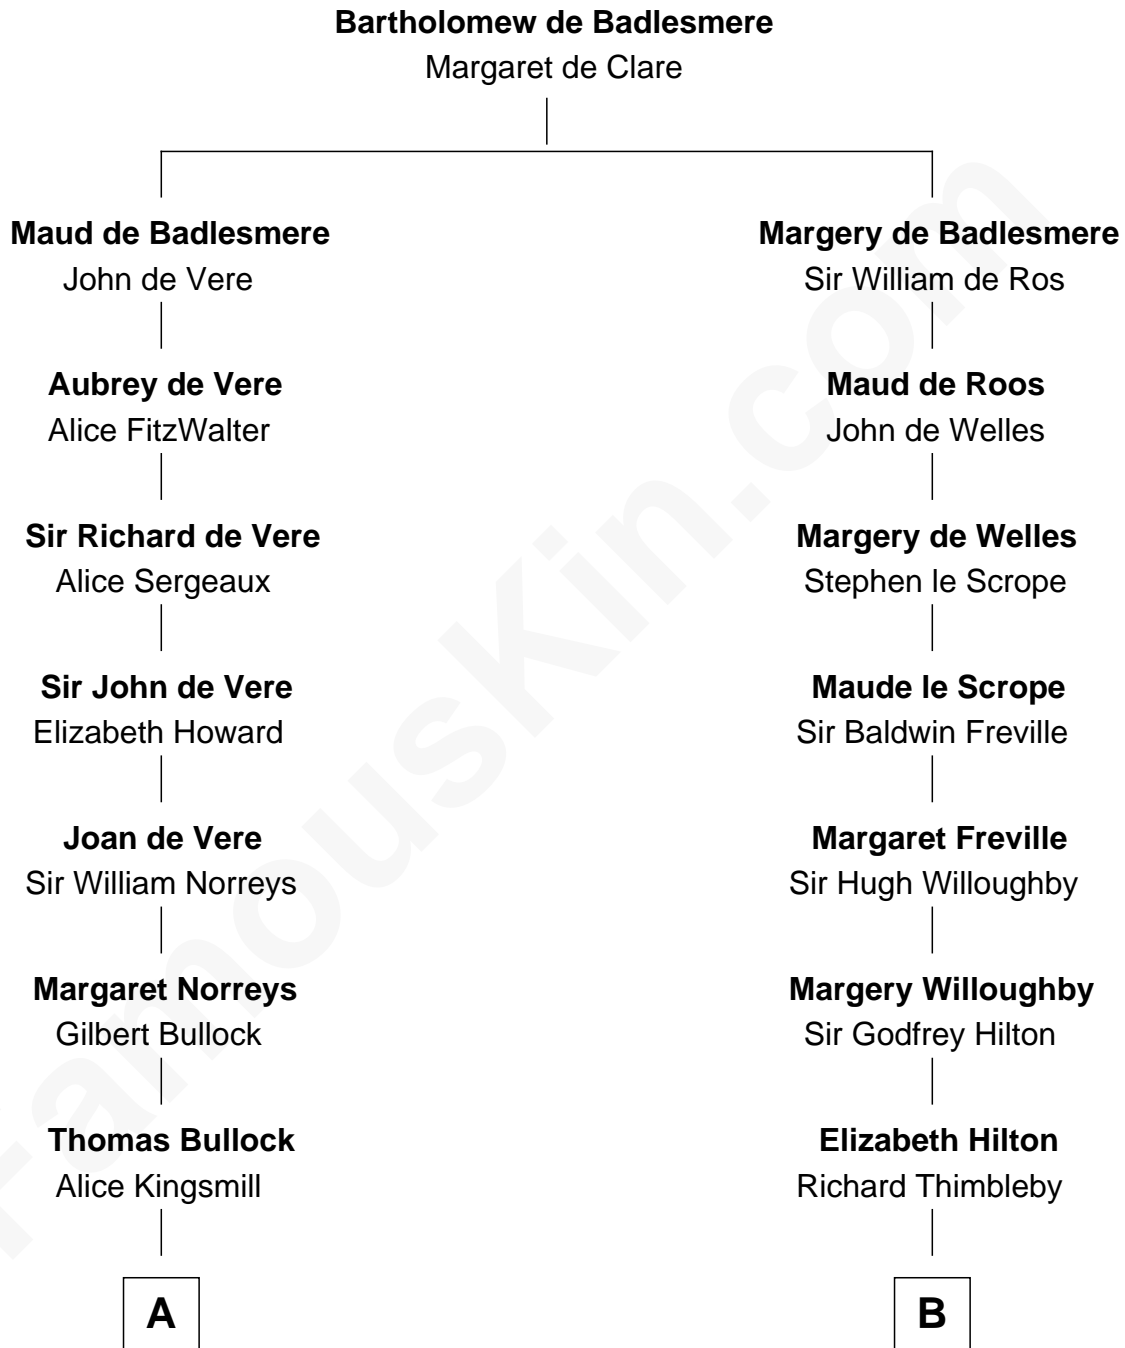 Bartholomew de Badlesmere
Margaret de Clare
Maud de Badlesmere
John de Vere
Margery de Badlesmere
Sir William de Ros
Aubrey de Vere
Alice FitzWalter
Maud de Roos
John de Welles
Sir Richard de Vere
Alice Sergeaux
Margery de Welles
Stephen le Scrope
Sir John de Vere
Elizabeth Howard
Maude le Scrope
Sir Baldwin Freville
Joan de Vere
Sir William Norreys
Margaret Freville
Sir Hugh Willoughby
Margaret Norreys
Gilbert Bullock
Margery Willoughby
Sir Godfrey Hilton
Thomas Bullock
Alice Kingsmill
Elizabeth Hilton
Richard Thimbleby
A
B
FamousKin.com